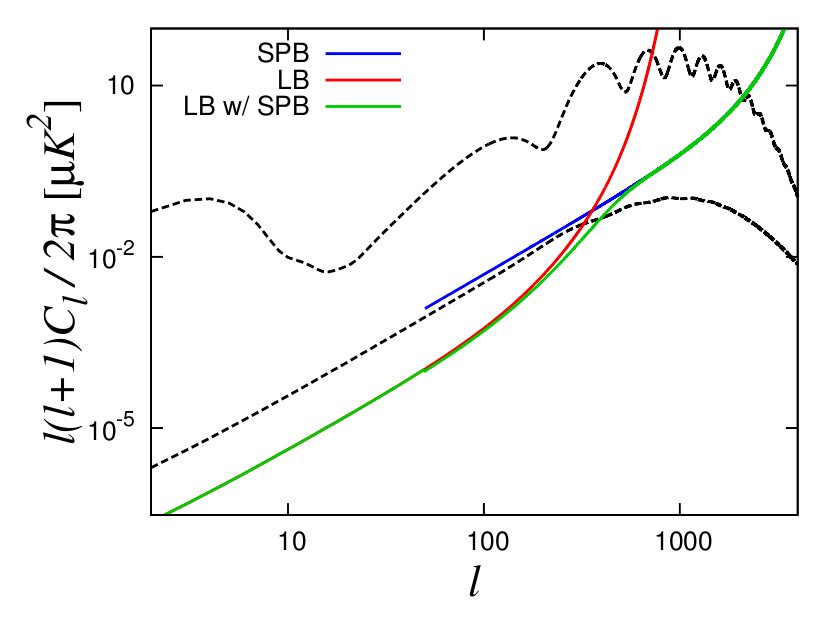 SPB
LB
LB w/ SPB
10
10^-2
10^-5
l(l+1)C_l / 2π [μK^2]
10
100
1000
l